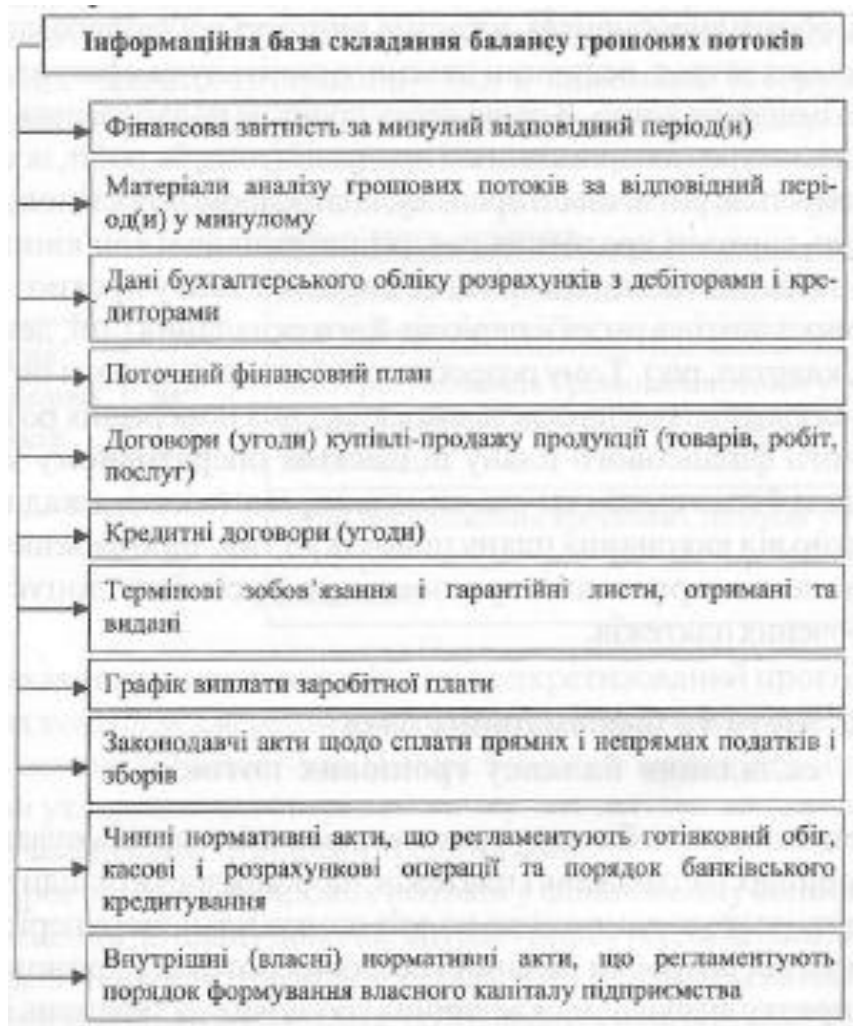 Інформаційна база складання балансу грошових потоків
Фінансова звітність за минулий відповідний період(и)
Матеріали аналізу грошових потоків за відповідний пері-
од(и) у минулому
Дані бухгалтерського обліку розрахунків з дебіторами і кре-
диторами
Поточний фінансовий план
Договори (угоди) купівлі-продажу продукції (товарів, робіт,
послуг)
Кредитні договори (угоди)
Термінові зобов’язання і гарантійні листи, отримані та
видані
Графік виплати заробітної плати
Законодавчі акти щодо сплати прямих і непрямих податків і
зборів
Чинні нормативні акти, що регламентують готівковий обіг,
касові і розрахункові операції та порядок банківського
кредитування
Внутрішні (власні) нормативні акти, що регламентують
порядок формування власного капіталу підприємства